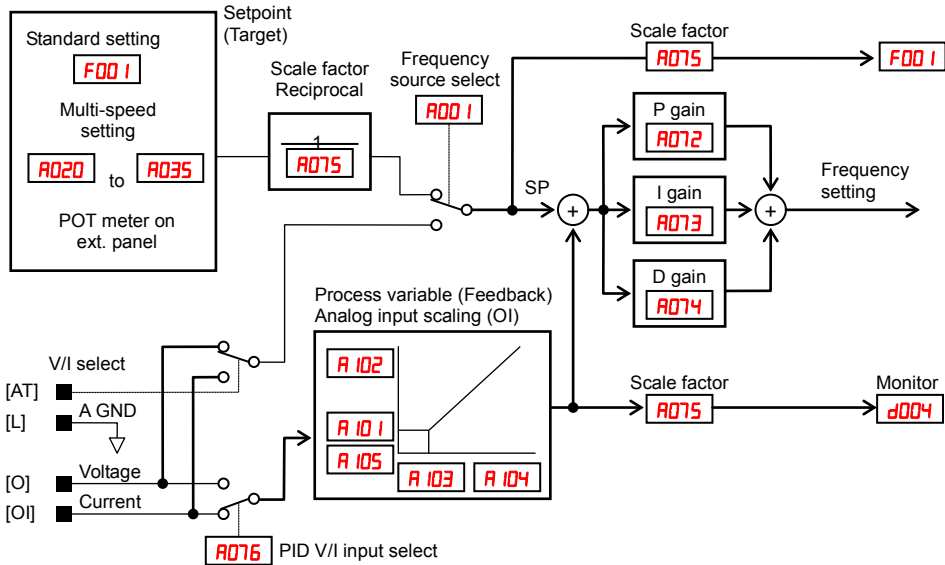 Setpoint
(Target)
Standard setting
F001
Multi-speed
setting
A020 to A035
POT meter on
ext. panel
Scale factor
Reciprocal
1
A075
Frequency
source select
A001
Scale factor
A075
F001
SP
+
P gain
A072
I gain
A073
D gain
A074
+
Frequency
setting
Process variable (Feedback)
Analog input scaling (OI)
A102
A101
A105
A103
A104
Scale factor
A075
Monitor
d004
V/I select
[AT]
[L] A GND
[O] Voltage
[OI] Current
A076 PID V/I input select